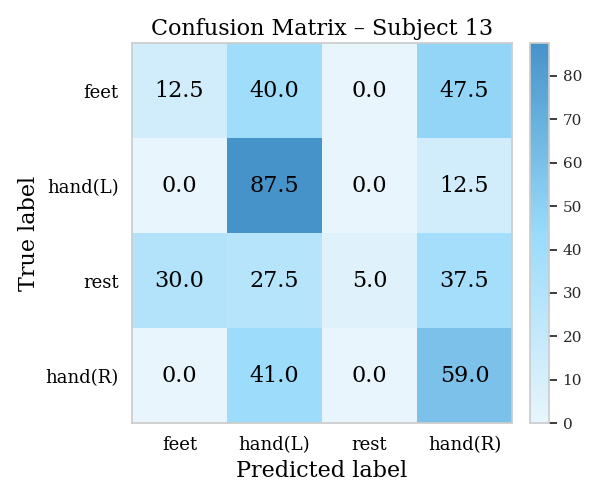 Confusion Matrix – Subject 13
feet 12.5 40.0 0.0 47.5
hand(L) 0.0 87.5 0.0 12.5
rest 30.0 27.5 5.0 37.5
hand(R) 0.0 41.0 0.0 59.0
feet hand(L) rest hand(R)
Predicted label
True label
80
70
60
50
40
30
20
10
0